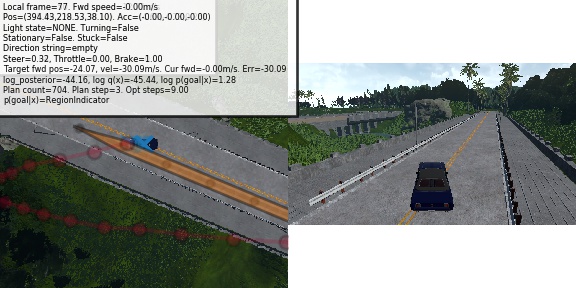 Local frame=77. Fwd speed=-0.00m/s
Pos=(394.43,218.53,38.10). Acc=(-0.00,-0.00,-0.00)
Light state=NONE. Turning=False
Stationary=False. Stuck=False
Direction string=empty
Steer=0.32, Throttle=0.00, Brake=1.00
Target fwd pos=-24.07, vel=-30.09m/s. Cur fwd=-0.00m/s. Err=-30.09
log_posterior=-44.16, log q(x)=-45.44, log p(goal|x)=1.28
Plan count=704. Plan step=3. Opt steps=9.00
p(goal|x)=RegionIndicator